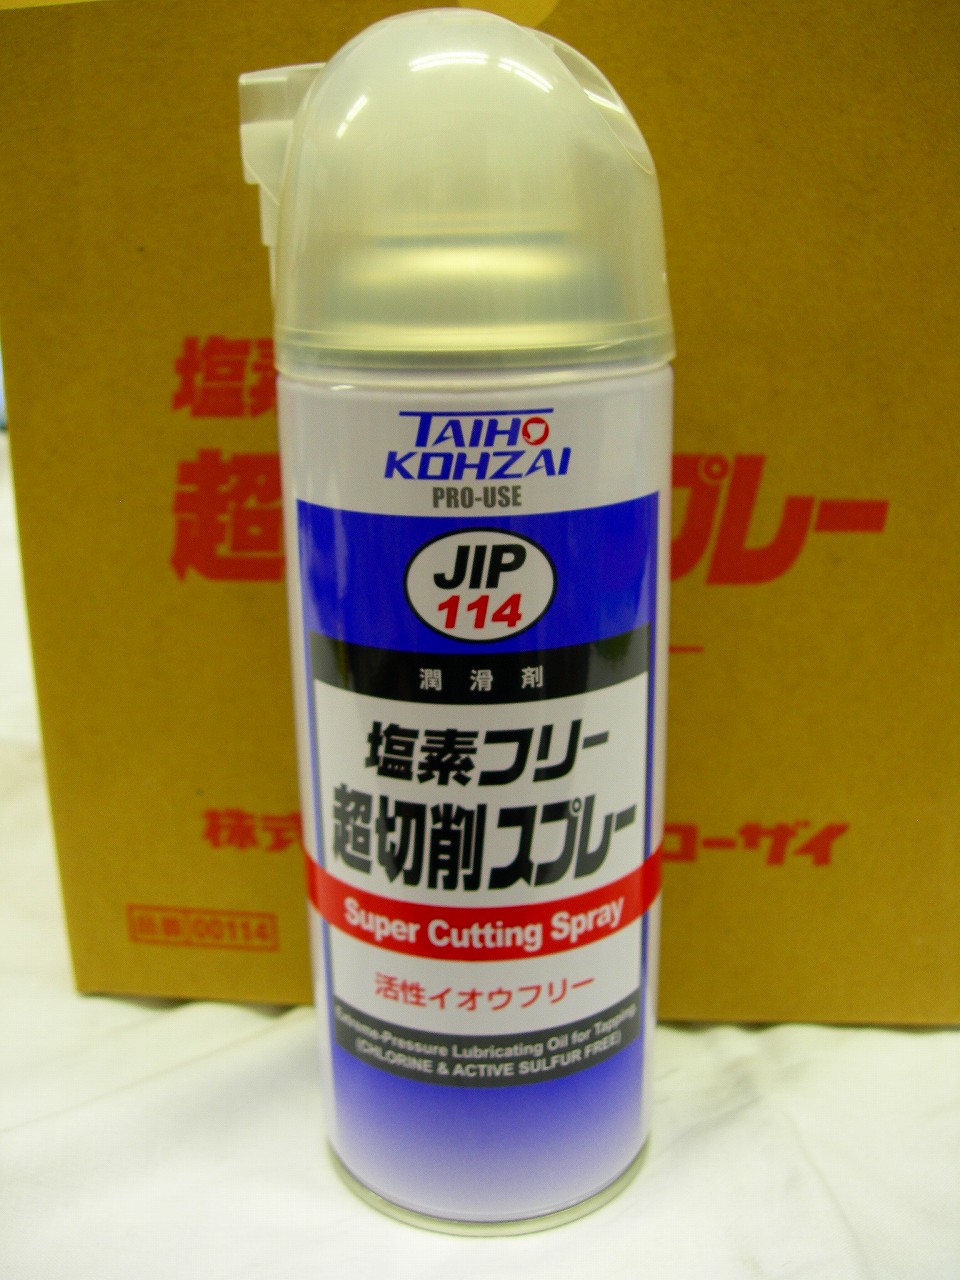 TAIHO
KOHZAI
PRO-USE
JIP
114
潤滑剤
塩素フリー
超切削スプレー
Super Cutting Spray
活性イオウフリー
Extreme-Pressure Lubricating Oil for Tapping
(CHLORINE & ACTIVE SULFUR FREE)
塩素
超 プレー
株式 コーザイ
品番 00114